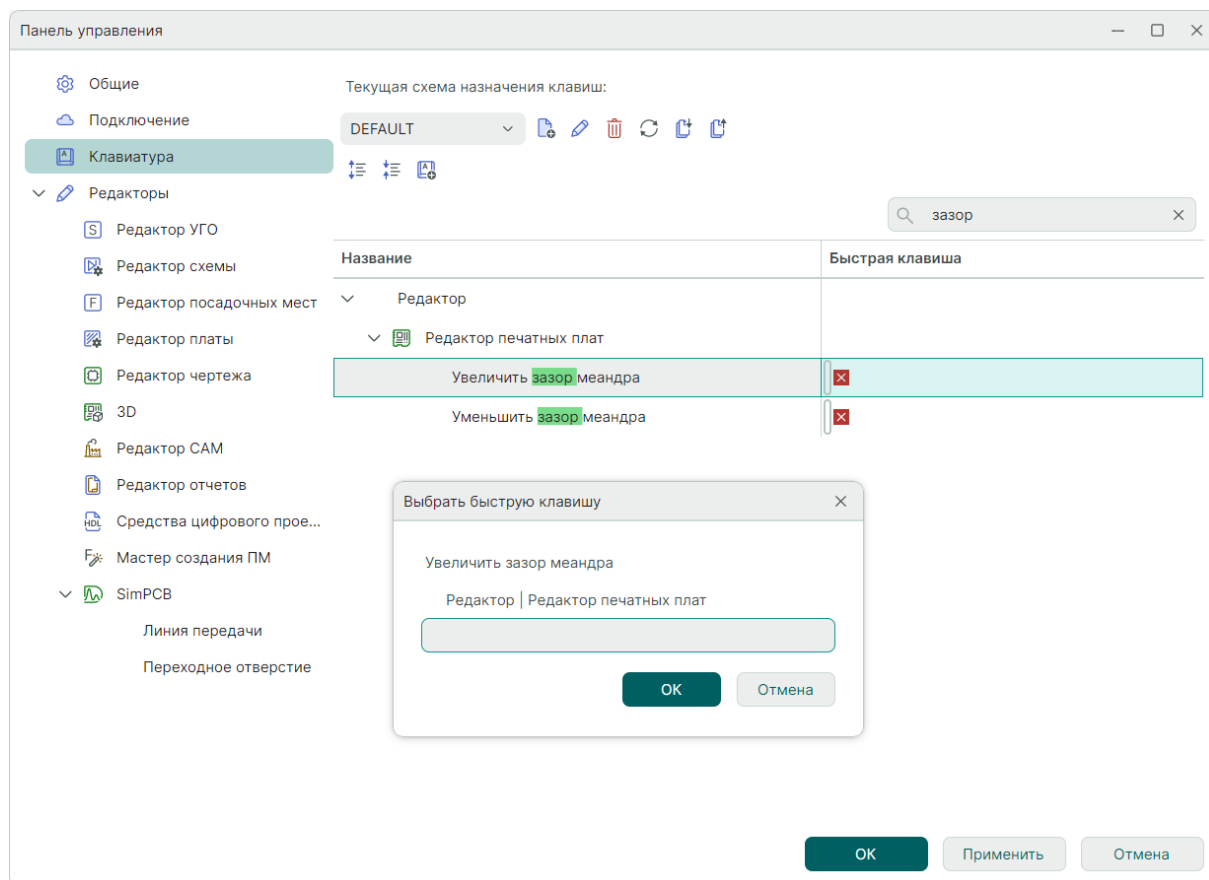 Панель управления
Общие
Подключение
Клавиатура
Редакторы
Редактор УГО
Редактор схемы
Редактор посадочных мест
Редактор платы
Редактор чертежа
3D
Редактор CAM
Редактор отчетов
Средства цифрового прое...
Мастер создания ПМ
SimPCB
Линия передачи
Переходное отверстие
Текущая схема назначения клавиш:
DEFAULT
зазор
Название
Быстрая клавиша
Редактор
Редактор печатных плат
Увеличить зазор меандра
Уменьшить зазор меандра
Выбрать быструю клавишу
Увеличить зазор меандра
Редактор | Редактор печатных плат
ОК
Отмена
ОК
Применить
Отмена